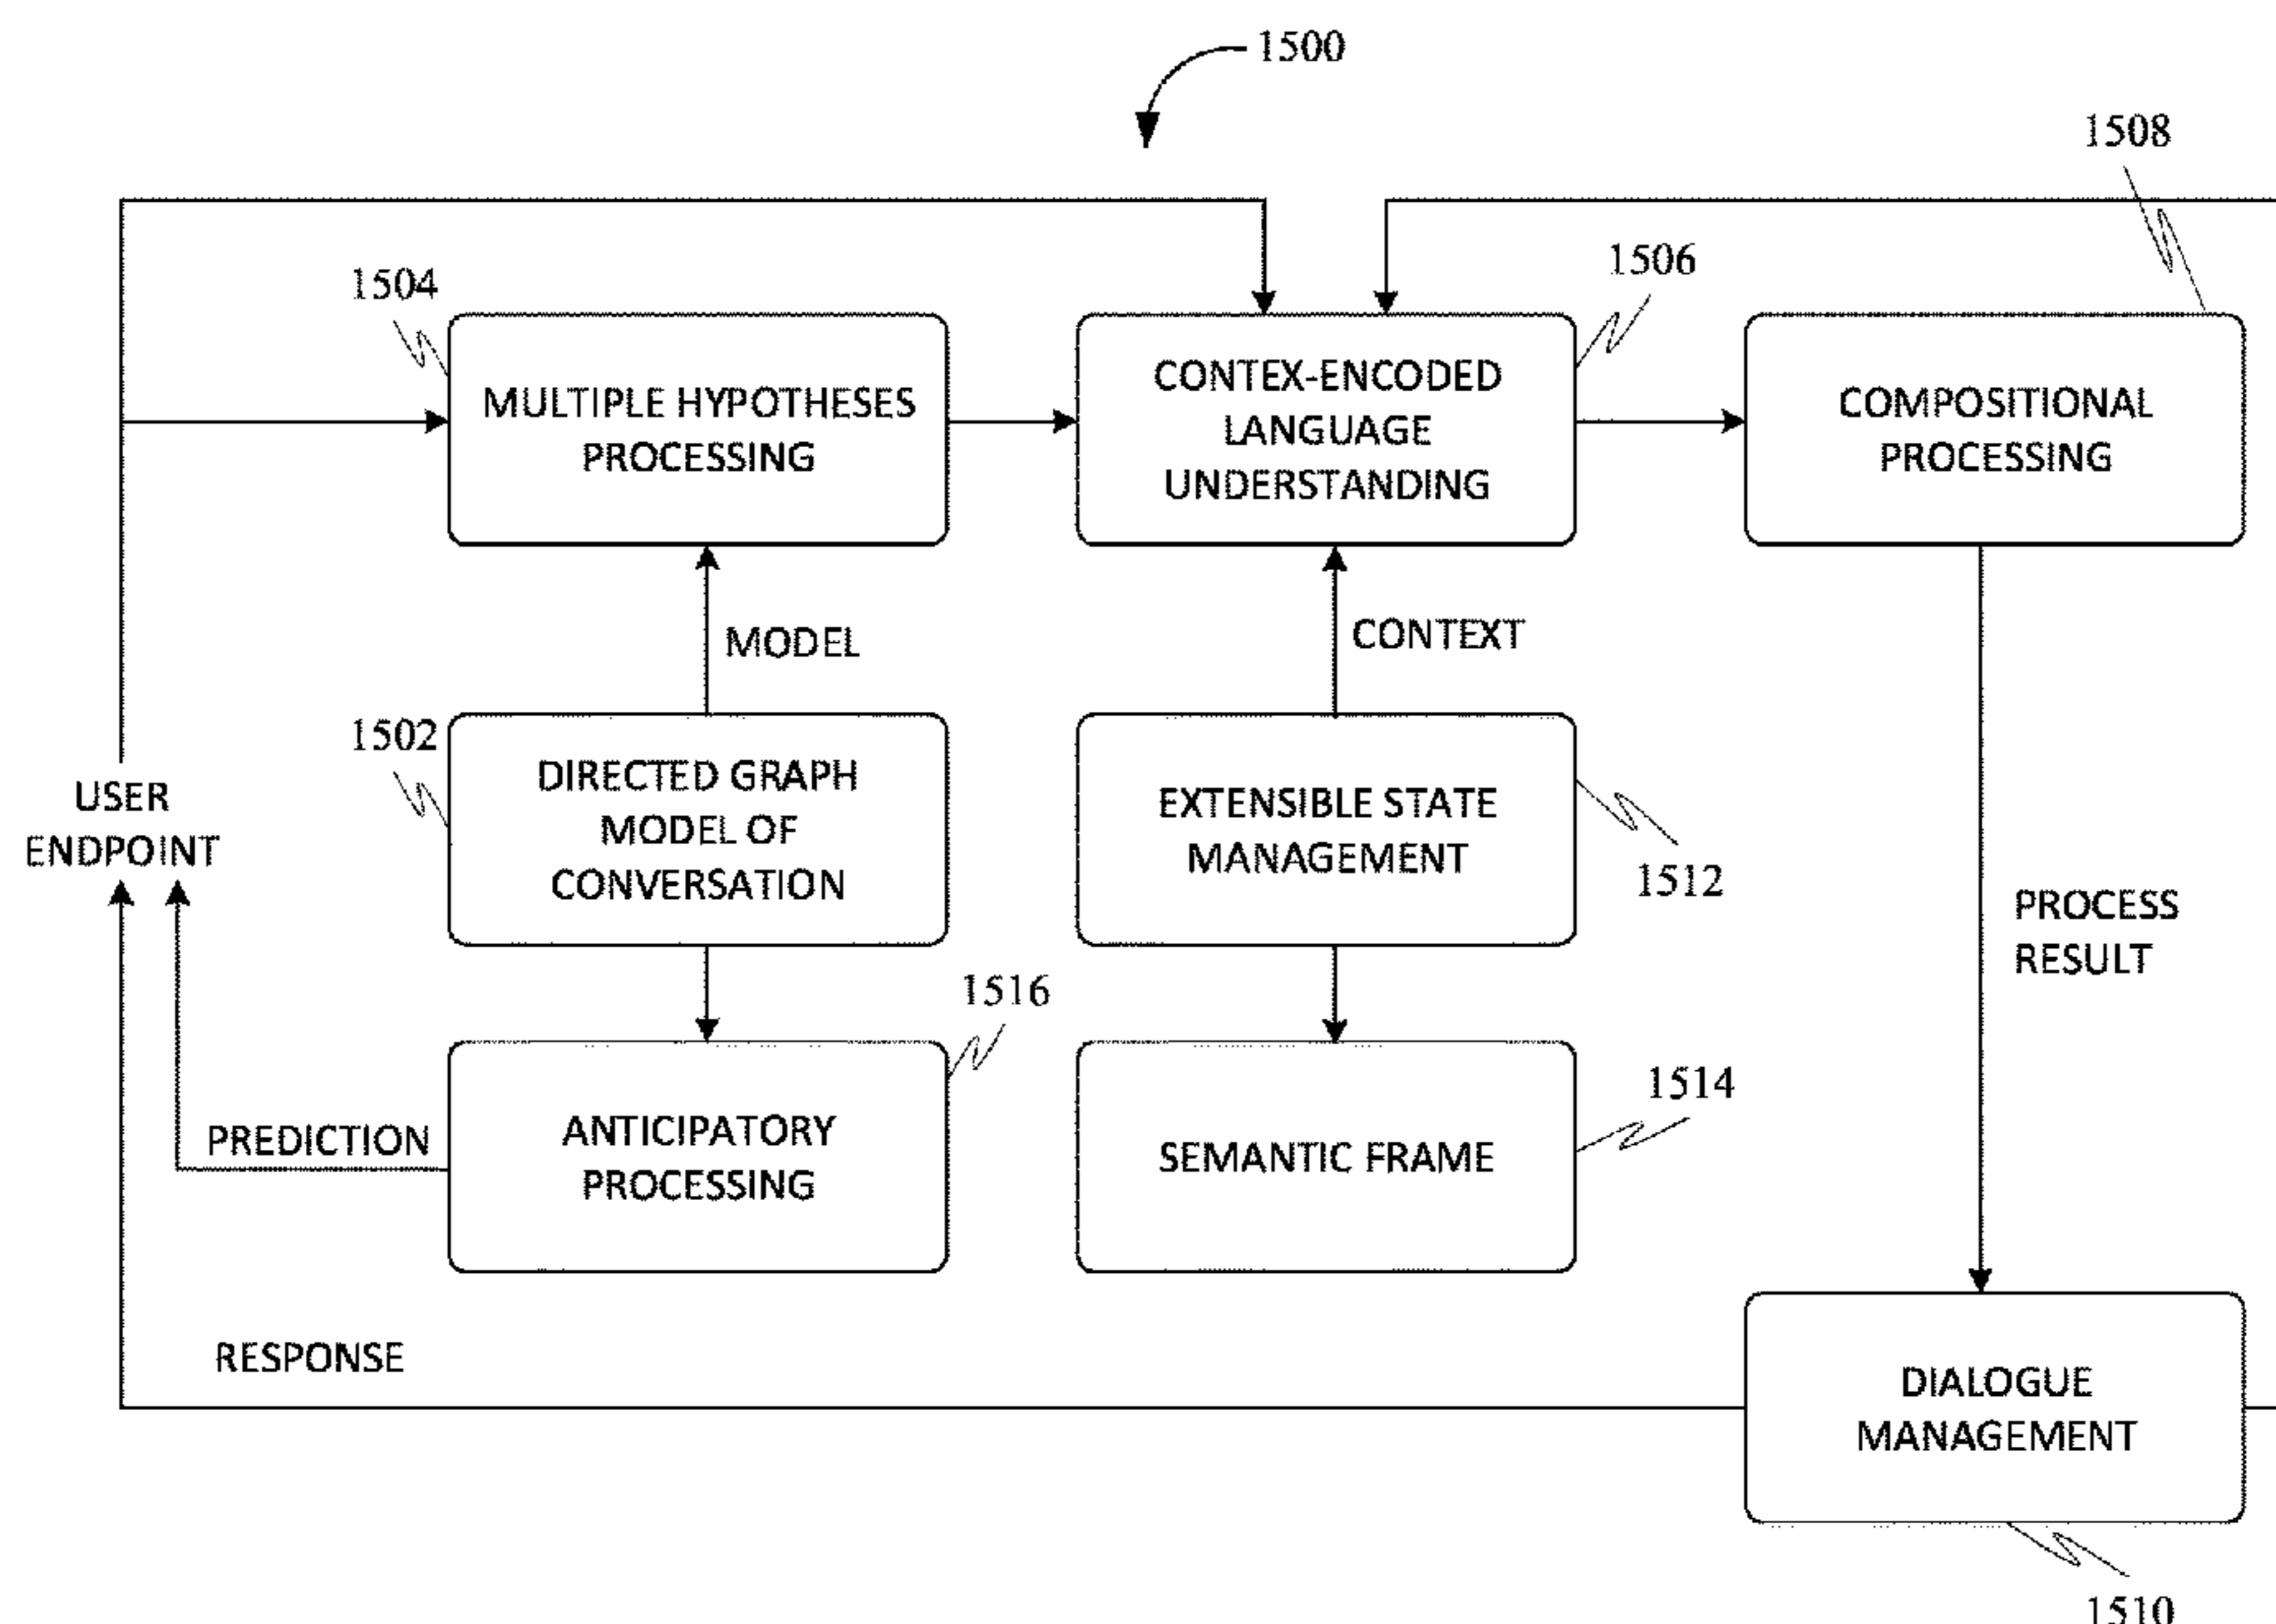 1500
1508
1504
1506
MULTIPLE HYPOTHESES
PROCESSING
CONTEX-ENCODED
LANGUAGE
UNDERSTANDING
COMPOSITIONAL
PROCESSING
MODEL
CONTEXT
1502
DIRECTED GRAPH
MODEL OF
CONVERSATION
EXTENSIBLE STATE
MANAGEMENT
USER
ENDPOINT
1512
PROCESS
RESULT
1516
1514
PREDICTION
ANTICIPATORY
PROCESSING
SEMANTIC FRAME
RESPONSE
DIALOGUE
MANAGEMENT
1510